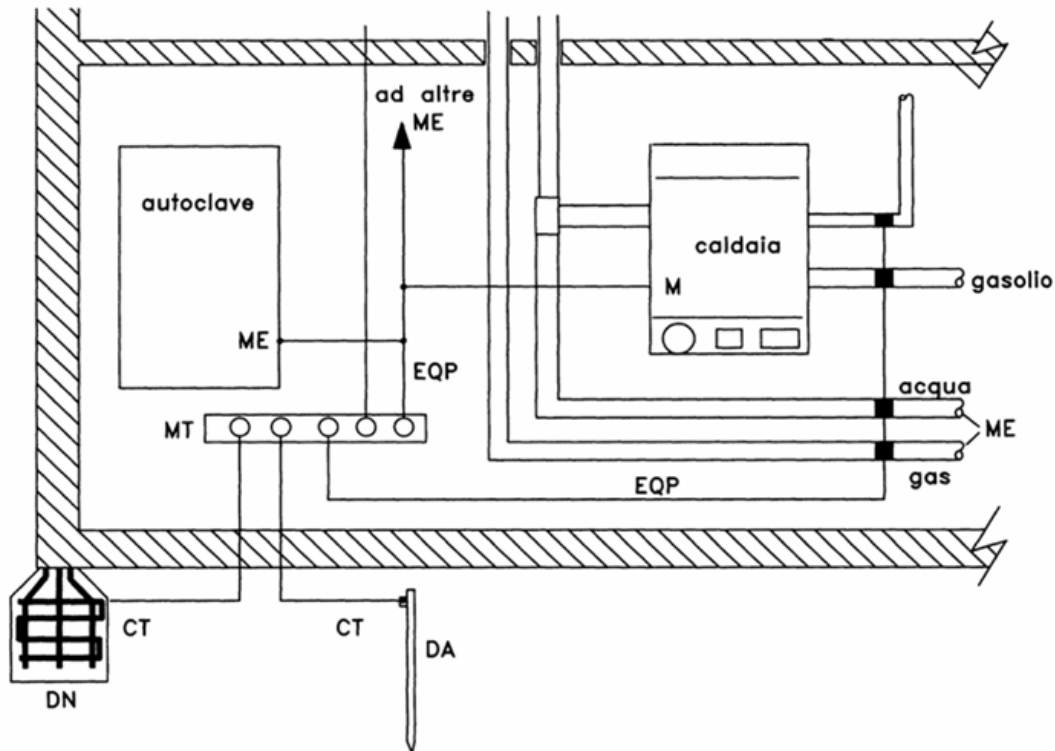 ad altre
ME
autoclave
caldaia
M
gasolio
ME
EQP
acqua
MT
ME
gas
EQP
CT
CT
DA
DN